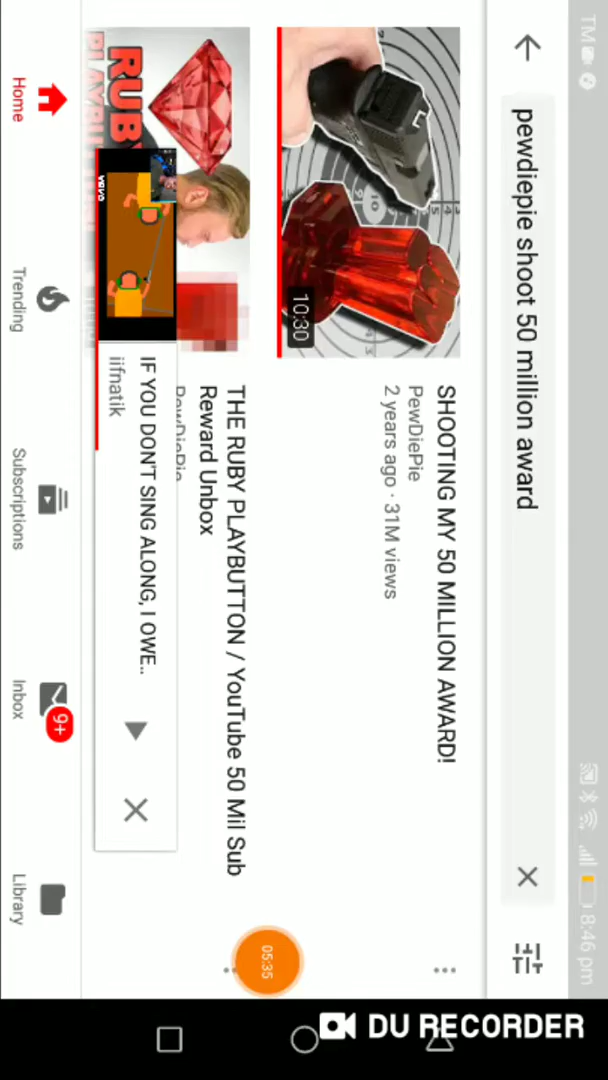 TM
8:46 pm
pewdiepie shoot 50 million award
10:30
SHOOTING MY 50 MILLION AWARD!
PewDiePie
2 years ago · 31M views
RUBY
THE RUBY PLAYBUTTON / YouTube 50 Mil Sub
Reward Unbox
PewDiePie
IF YOU DON'T SING ALONG, I OWE..
iifnatik
05:35
Home
Trending
Subscriptions
Inbox
9+
Library
DU RECORDER